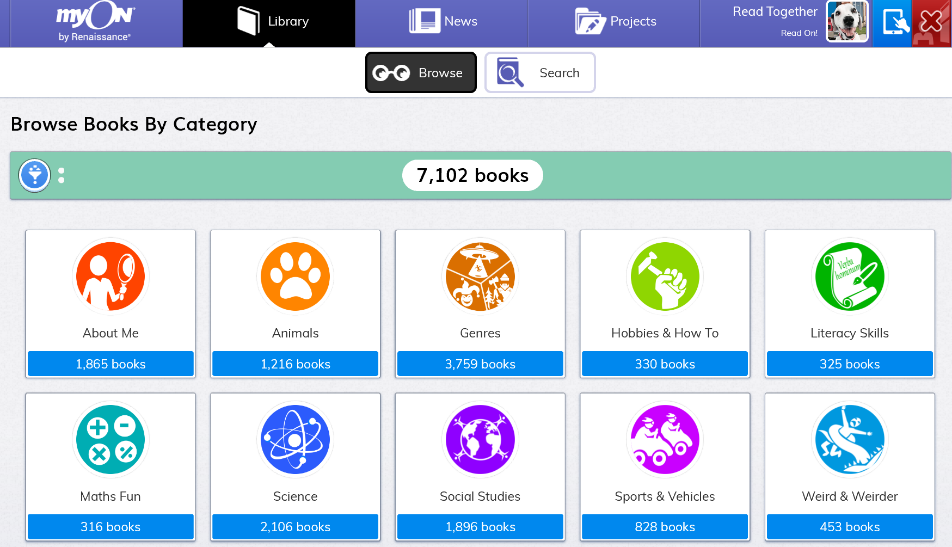 myON®
by Renaissance®
Library
News
Projects
Read Together
Read On!
Browse
Search
Browse Books By Category
:
7,102 books
About Me
1,865 books
Animals
1,216 books
Genres
3,759 books
Hobbies & How To
330 books
Literacy Skills
325 books
Maths Fun
316 books
Science
2,106 books
Social Studies
1,896 books
Sports & Vehicles
828 books
Weird & Weirder
453 books